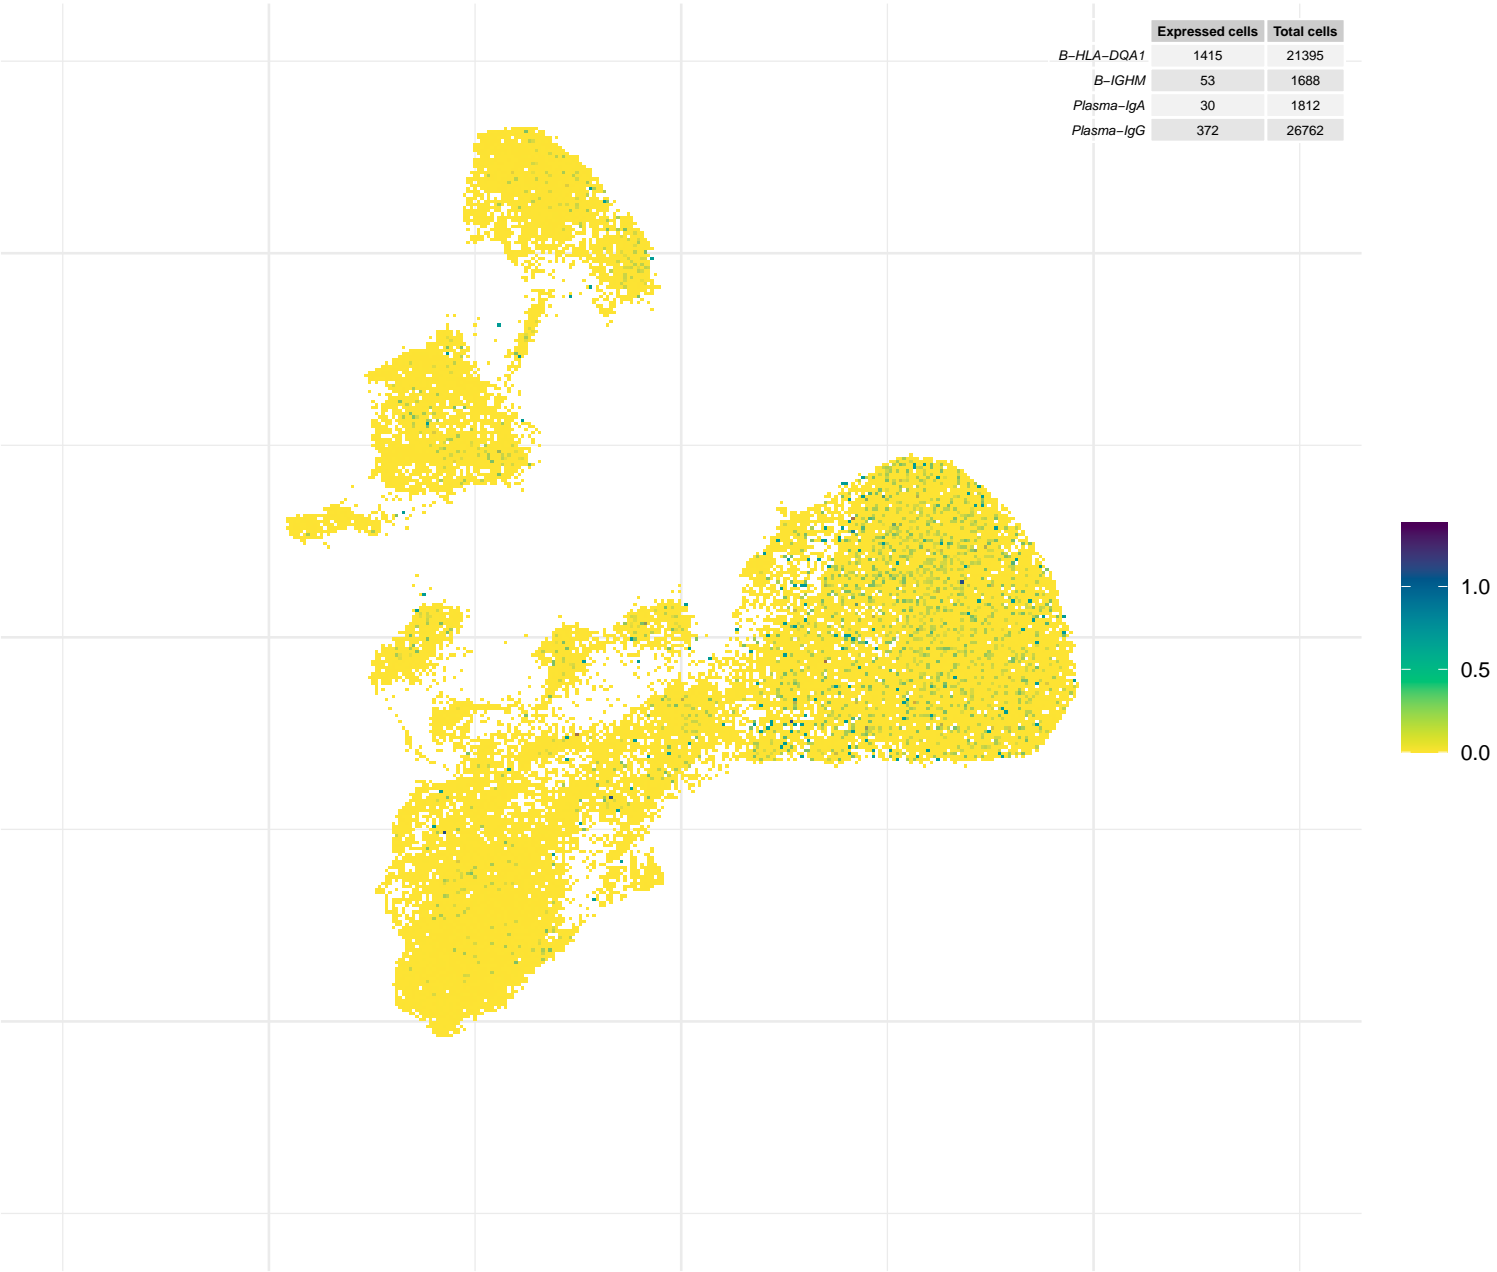 Expressed cells Total cells
B–HLA–DQA1 1415 21395
B–IGHM 53 1688
Plasma–IgA 30 1812
Plasma–IgG 372 26762
1.0
0.5
0.0